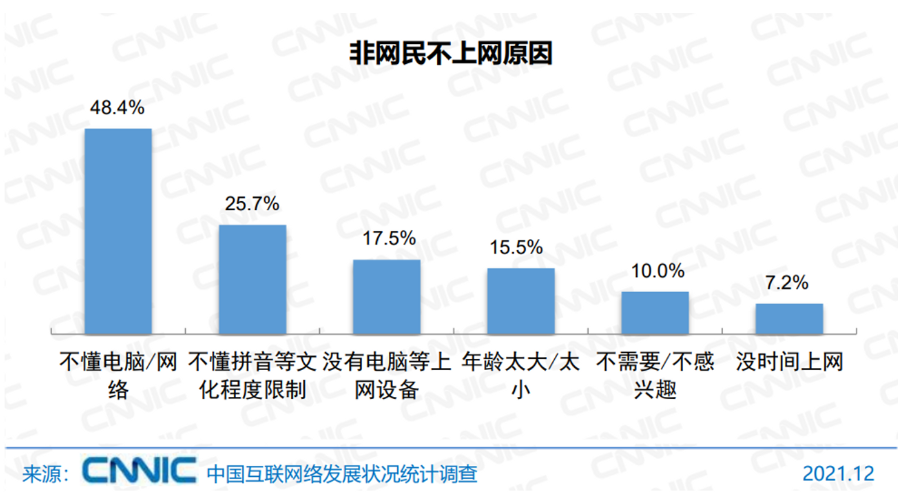 非网民不上网原因
48.4%
25.7%
17.5%
15.5%
10.0%
7.2%
不懂电脑/网
络
不懂拼音等文
化程度限制
没有电脑等上
网设备
年龄太大/太
小
不需要/不感
兴趣
没时间上网
来源：CNNIC 中国互联网络发展状况统计调查
2021.12